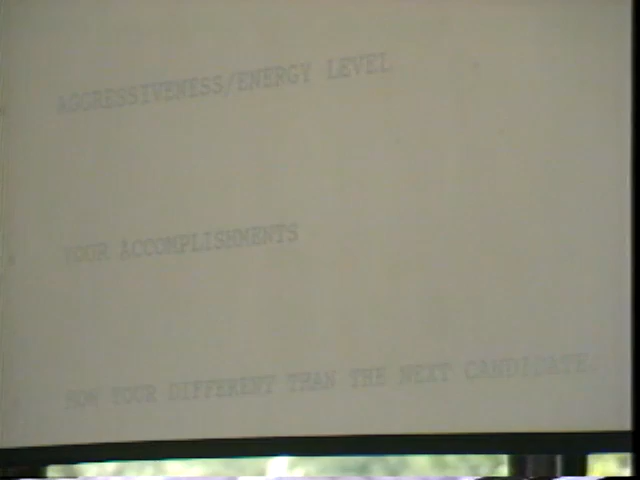 AGGRESSIVENESS/ENERGY LEVEL
YOUR ACCOMPLISHMENTS
HOW YOUR DIFFERENT THAN THE NEXT CANDIDATE.